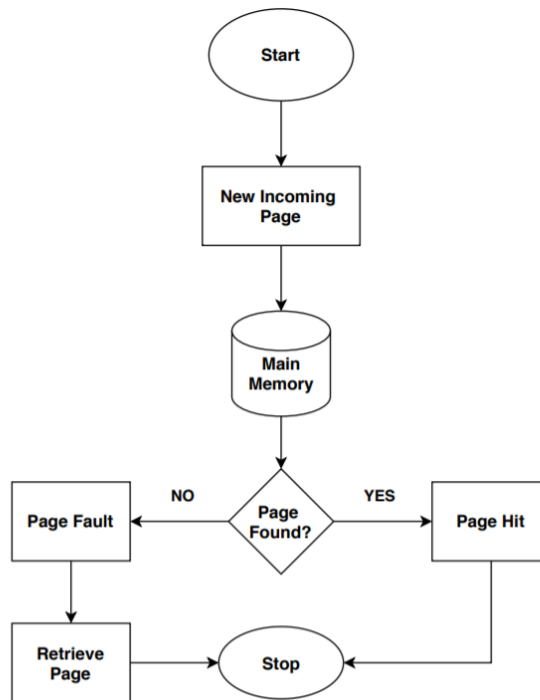 Start
New Incoming
Page
Main
Memory
NO
YES
Page Fault
Page
Found?
Page Hit
Retrieve
Page
Stop